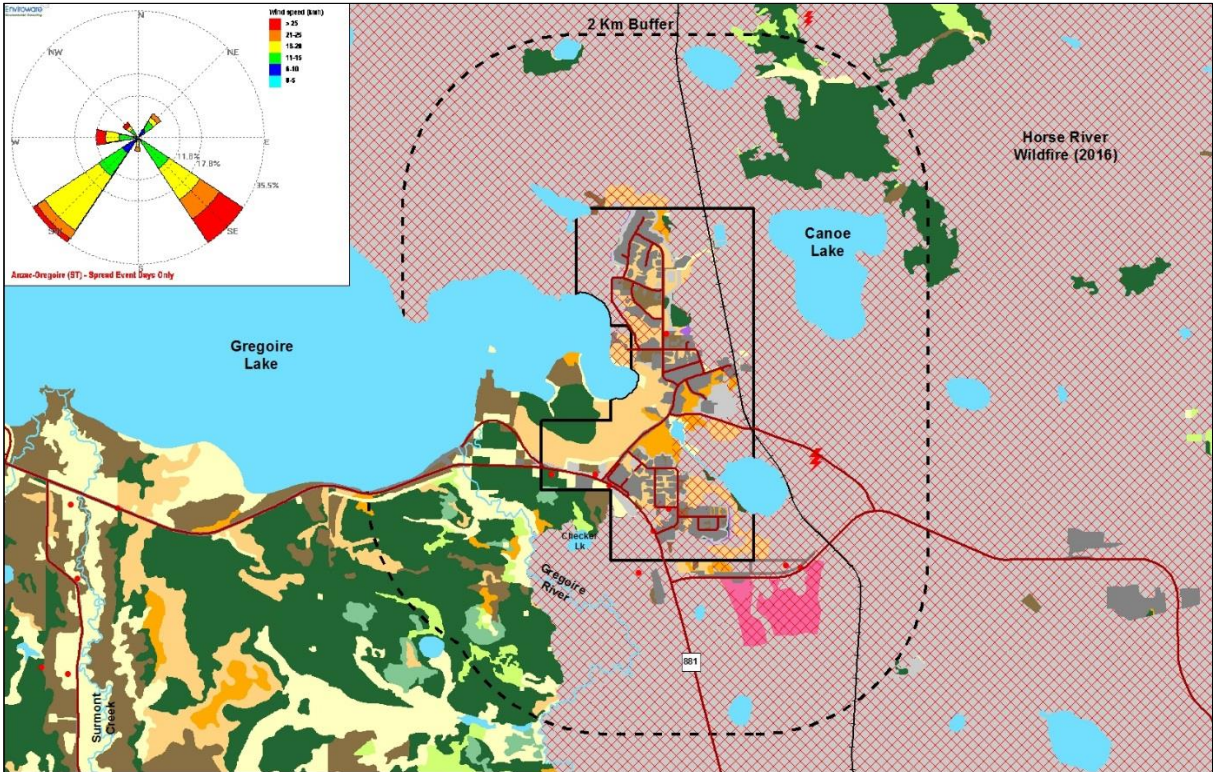 Enviroware
Wind speed (kmh)
> 25
21-25
16-20
11-15
6-10
0-5
N
NW
NE
W
E
11.8%
17.8%
35.5%
SE
S
Anzac-Gregoire (ST) - Spread Event Days Only
2 Km Buffer
Horse River
Wildfire (2016)
Canoe
Lake
Gregoire
Lake
Checker
Lk
Gregoire
River
Surmont
Creek
881